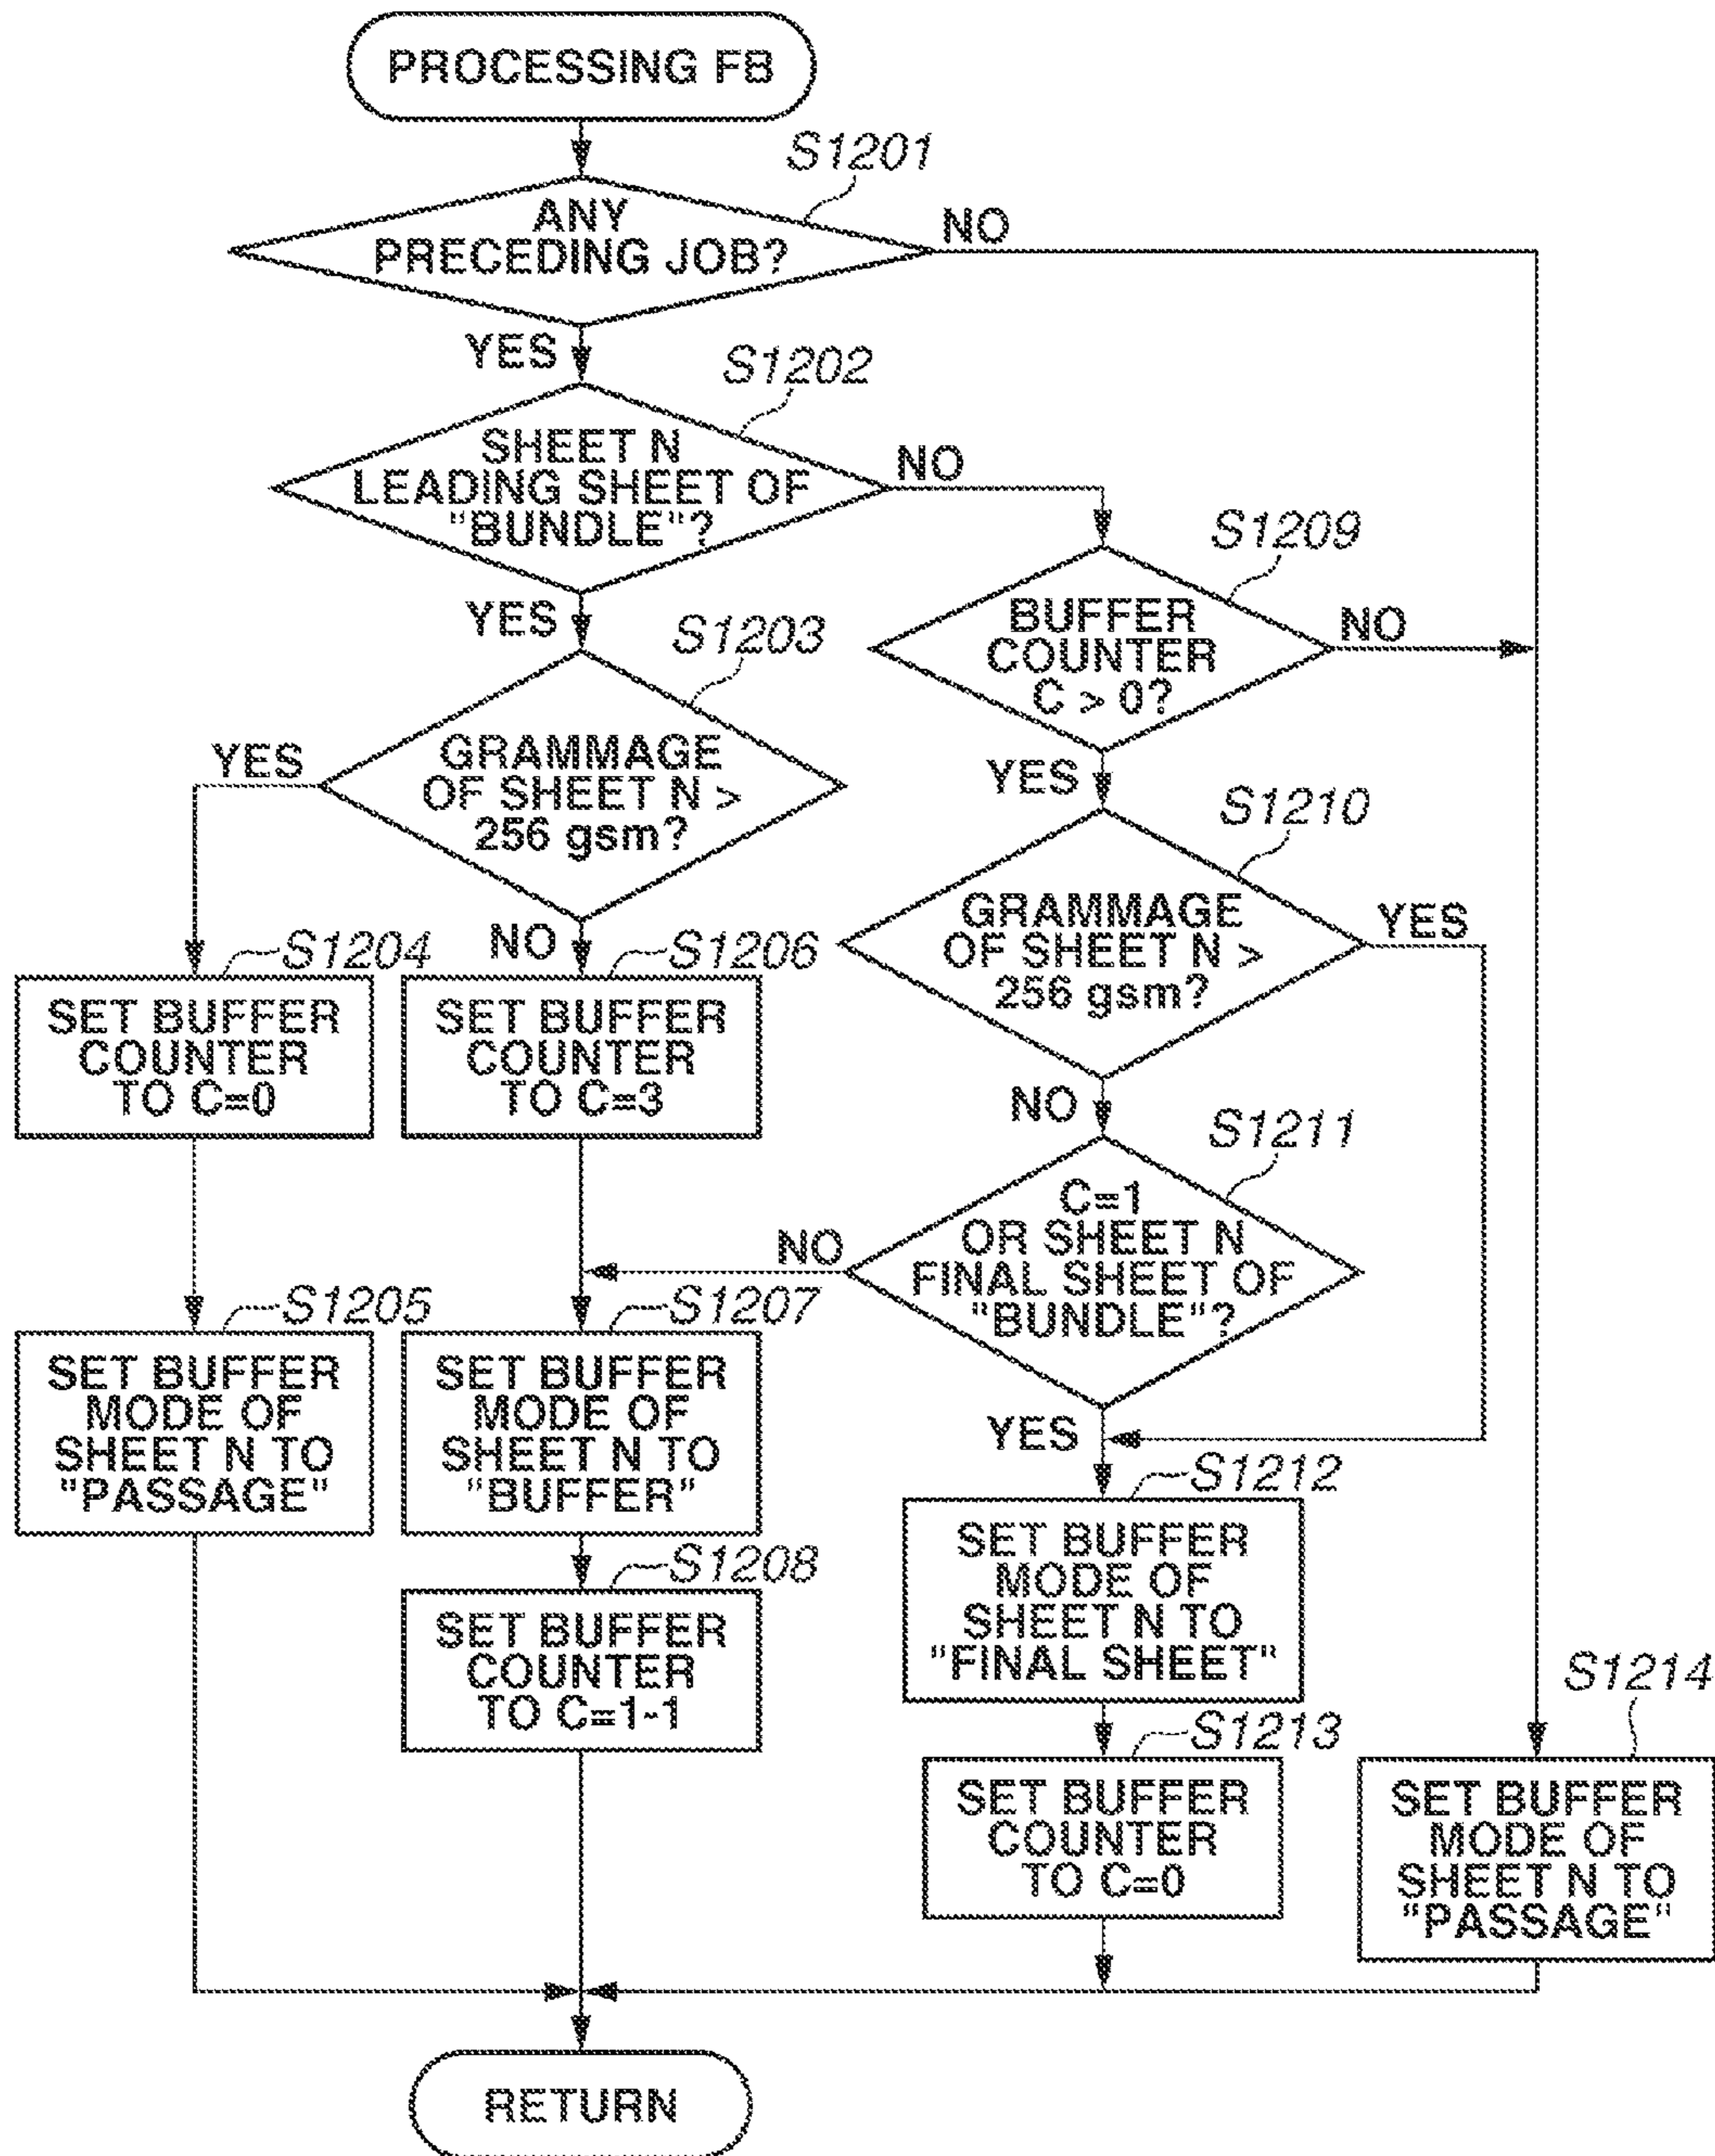 PROCESSING FB
S1201
ANY
PRECEDING JOB?
NO
YES
S1202
SHEET N
LEADING SHEET OF
"BUNDLE"?
NO
YES
S1209
BUFFER
COUNTER
C > 0?
NO
YES
S1203
GRAMMAGE
OF SHEET N >
256 gsm?
YES
NO
S1210
GRAMMAGE
OF SHEET N >
256 gsm?
YES
NO
S1204
SET BUFFER
COUNTER
TO C=0
S1206
SET BUFFER
COUNTER
TO C=3
S1211
C=1
OR SHEET N
FINAL SHEET OF
"BUNDLE"?
NO
YES
S1205
SET BUFFER
MODE OF
SHEET N TO
"PASSAGE"
S1207
SET BUFFER
MODE OF
SHEET N TO
"BUFFER"
S1208
SET BUFFER
COUNTER
TO C=1-1
S1212
SET BUFFER
MODE OF
SHEET N TO
"FINAL SHEET"
S1213
SET BUFFER
COUNTER
TO C=0
S1214
SET BUFFER
MODE OF
SHEET N TO
"PASSAGE"
RETURN